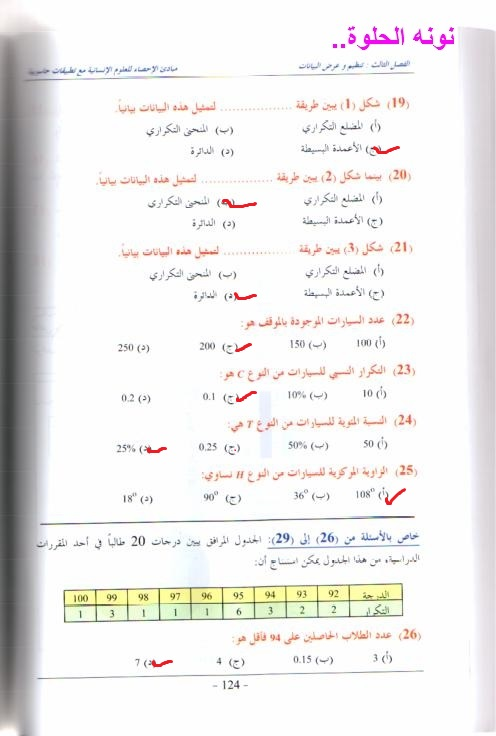 نونه الحلوة..
الفصل الثالث : تنظيم و عرض البيانات
مبادئ الإحصاء للعلوم الإنسانية مع تطبيقات حاسوبية
(19) شكل (1) يبين طريقة .............. لتمثيل هذه البيانات بيانياً.
(أ) المضلع التكراري (ب) المنحنى التكراري
(ج) الأعمدة البسيطة (د) الدائرة
(20) بينما شكل (2) يبين طريقة .............. لتمثيل هذه البيانات بيانياً.
(أ) المضلع التكراري (ب) المنحنى التكراري
(ج) الأعمدة البسيطة (د) الدائرة
(21) شكل (3) يبين طريقة .............. لتمثيل هذه البيانات بيانياً.
(أ) المضلع التكراري (ب) المنحنى التكراري
(ج) الأعمدة البسيطة (د) الدائرة
(22) عدد السيارات الموجودة بالموقف هو:
(أ) 100 (ب) 150 (ج) 200 (د) 250
(23) التكرار النسبي للسيارات من النوع C هو:
(أ) 10 (ب) 10% (ج) 0.1 (د) 0.2
(24) النسبة المئوية للسيارات من النوع T هي:
(أ) 50 (ب) 50% (ج) 0.25 (د) 25%
(25) الزاوية المركزية للسيارات من النوع H تساوي:
(أ) 108° (ب) 36° (ج) 90° (د) 18°
خاص بالأسئلة من (26) إلى (29): الجدول المرافق يبين درجات 20 طالباً في أحد المقررات
الدراسية، من هذا الجدول يمكن استنتاج أن:
الدرجة 92 93 94 95 96 97 98 99 100
التكرار 2 2 3 6 1 1 1 3 1
(26) عدد الطلاب الحاصلين على 94 فأقل هو:
(أ) 3 (ب) 0.15 (ج) 4 (د) 7
- 124 -